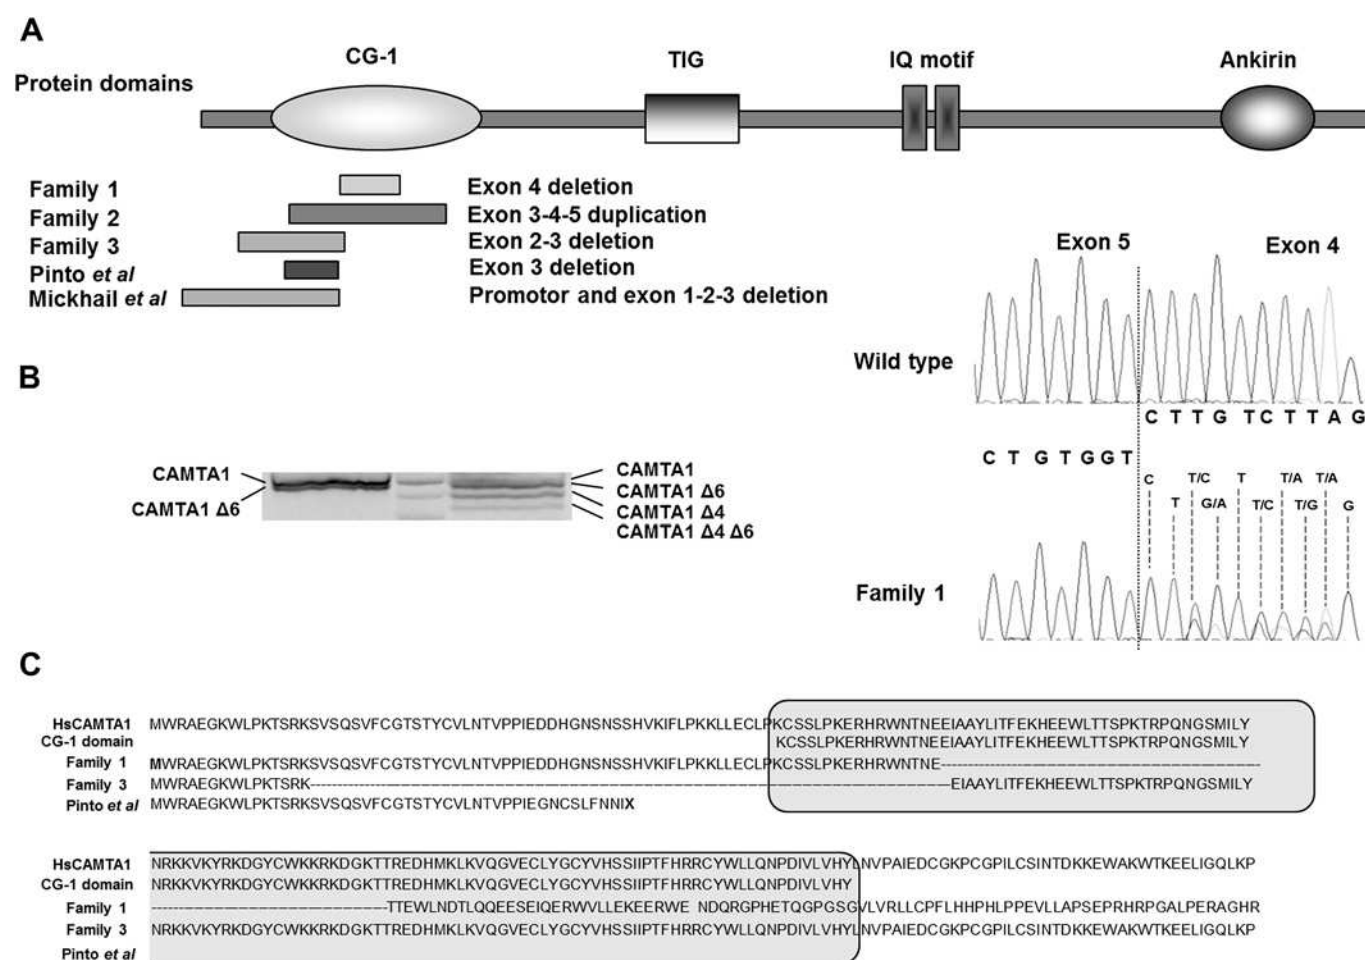 A
CG-1
TIG
IQ motif
Ankirin
Protein domains
Family 1
Exon 4 deletion
Family 2
Exon 3-4-5 duplication
Family 3
Exon 2-3 deletion
Pinto et al
Exon 3 deletion
Mickhail et al
Promotor and exon 1-2-3 deletion
Exon 5
Exon 4
Wild type
C T T G T C T T A G
C T G T G G T
C T/C T T/A T/A
T G/A T/C T/G G
Family 1
B
CAMTA1
CAMTA1 Δ6
CAMTA1
CAMTA1 Δ6
CAMTA1 Δ4
CAMTA1 Δ4 Δ6
C
HsCAMTA1 MWRAEGKWLPKTSRKSVSQSVFCGTSTYCVLNTVPPIEDDHGNSNSSHVKIFLPKKLLECLPKCSSLPKERHRWNTNEEIAAYLITFEKHEEWLTTSPKTRPQNGSMILY
CG-1 domain KCSSLPKERHRWNTNEEIAAYLITFEKHEEWLTTSPKTRPQNGSMILY
Family 1 MWRAEGKWLPKTSRKSVSQSVFCGTSTYCVLNTVPPIEDDHGNSNSSHVKIFLPKKLLECLPKCSSLPKERHRWNTNE
Family 3 MWRAEGKWLPKTSRK EIAAYLITFEKHEEWLTTSPKTRPQNGSMILY
Pinto et al MWRAEGKWLPKTSRKSVSQSVFCGTSTYCVLNTVPPIEGNCSLFNNIX
HsCAMTA1 NRKKVKYRKDGYCWKKRKDGKTTREDHMKLKVQGVECLYGCYVHSSIIPTFHRRCYWLLQNPDIVLVHYLNVPAIEDCGKPCGPILCSINTDKKEWAKWTKEELIGQLKP
CG-1 domain NRKKVKYRKDGYCWKKRKDGKTTREDHMKLKVQGVECLYGCYVHSSIIPTFHRRCYWLLQNPDIVLVHY
Family 1 TTEWLNDTLQQEESEIQERWVLLEKEERWE NDQRGPHETQGPGSGVLVRLLCPFLHHPHLPPEVLLAPSEPRHRPGALPERAGHR
Family 3 NRKKVKYRKDGYCWKKRKDGKTTREDHMKLKVQGVECLYGCYVHSSIIPTFHRRCYWLLQNPDIVLVHYLNVPAIEDCGKPCGPILCSINTDKKEWAKWTKEELIGQLKP
Pinto et al